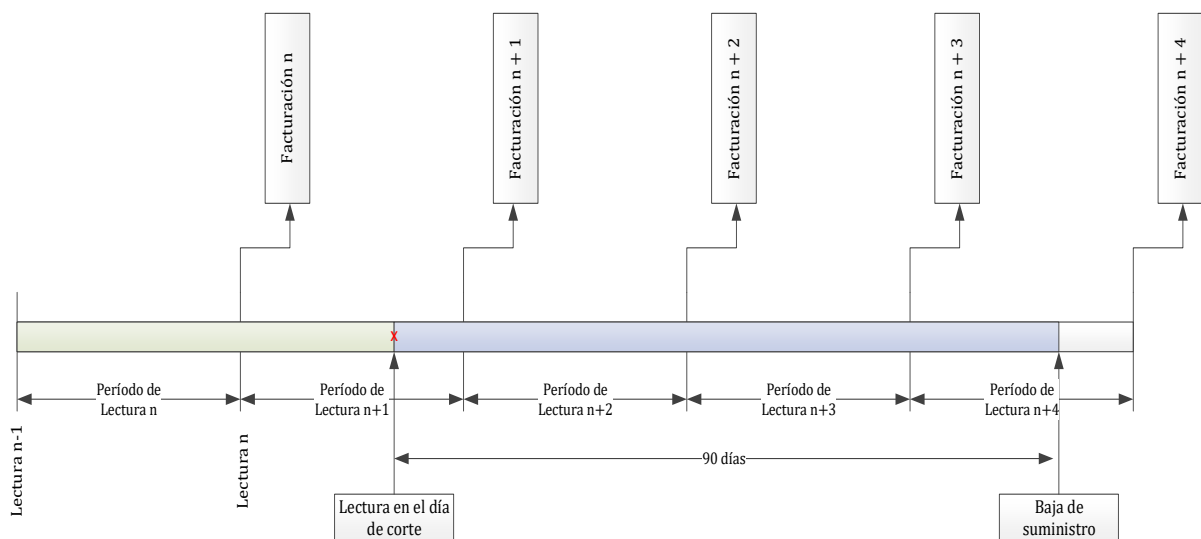 Facturación n
Facturación n + 1
Facturación n + 2
Facturación n + 3
Facturación n + 4
x
Período de
Lectura n
Período de
Lectura n+1
Período de
Lectura n+2
Período de
Lectura n+3
Período de
Lectura n+4
Lectura n-1
Lectura n
90 días
Lectura en el día
de corte
Baja de
suministro